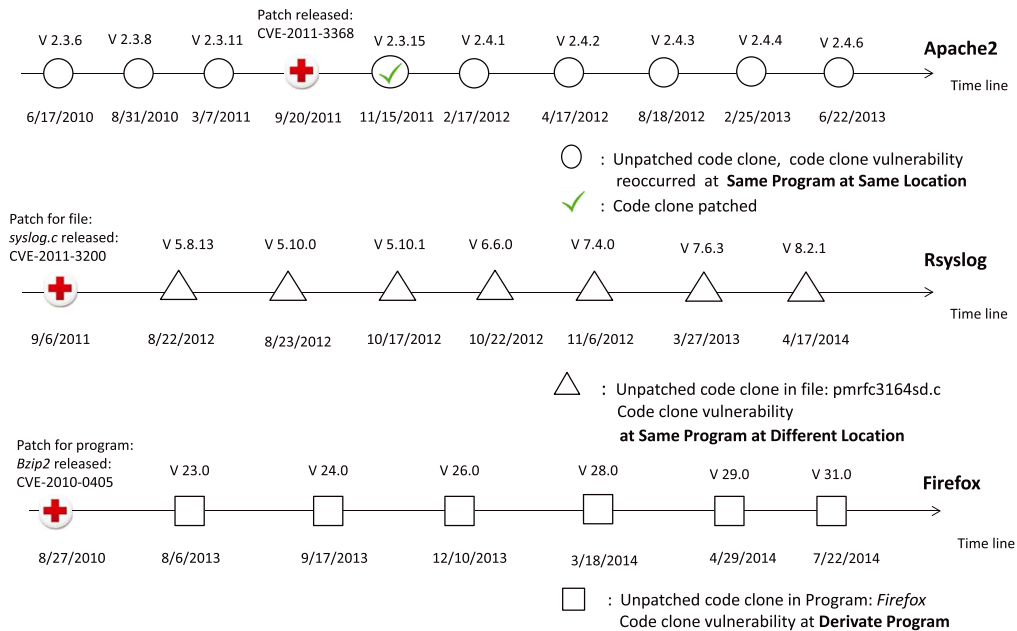 Patch released:
CVE-2011-3368
V 2.3.6 V 2.3.8 V 2.3.11 V 2.3.15 V 2.4.1 V 2.4.2 V 2.4.3 V 2.4.4 V 2.4.6
Apache2
Time line
6/17/2010 8/31/2010 3/7/2011 9/20/2011 11/15/2011 2/17/2012 4/17/2012 8/18/2012 2/25/2013 6/22/2013
: Unpatched code clone, code clone vulnerability
reoccurred at Same Program at Same Location
: Code clone patched
Patch for file:
syslog.c released:
CVE-2011-3200
V 5.8.13 V 5.10.0 V 5.10.1 V 6.6.0 V 7.4.0 V 7.6.3 V 8.2.1
Rsyslog
Time line
9/6/2011 8/22/2012 8/23/2012 10/17/2012 10/22/2012 11/6/2012 3/27/2013 4/17/2014
: Unpatched code clone in file: pmrfc3164sd.c
Code clone vulnerability
at Same Program at Different Location
Patch for program:
Bzip2 released:
CVE-2010-0405
V 23.0 V 24.0 V 26.0 V 28.0 V 29.0 V 31.0
Firefox
Time line
8/27/2010 8/6/2013 9/17/2013 12/10/2013 3/18/2014 4/29/2014 7/22/2014
: Unpatched code clone in Program: Firefox
Code clone vulnerability at Derivate Program